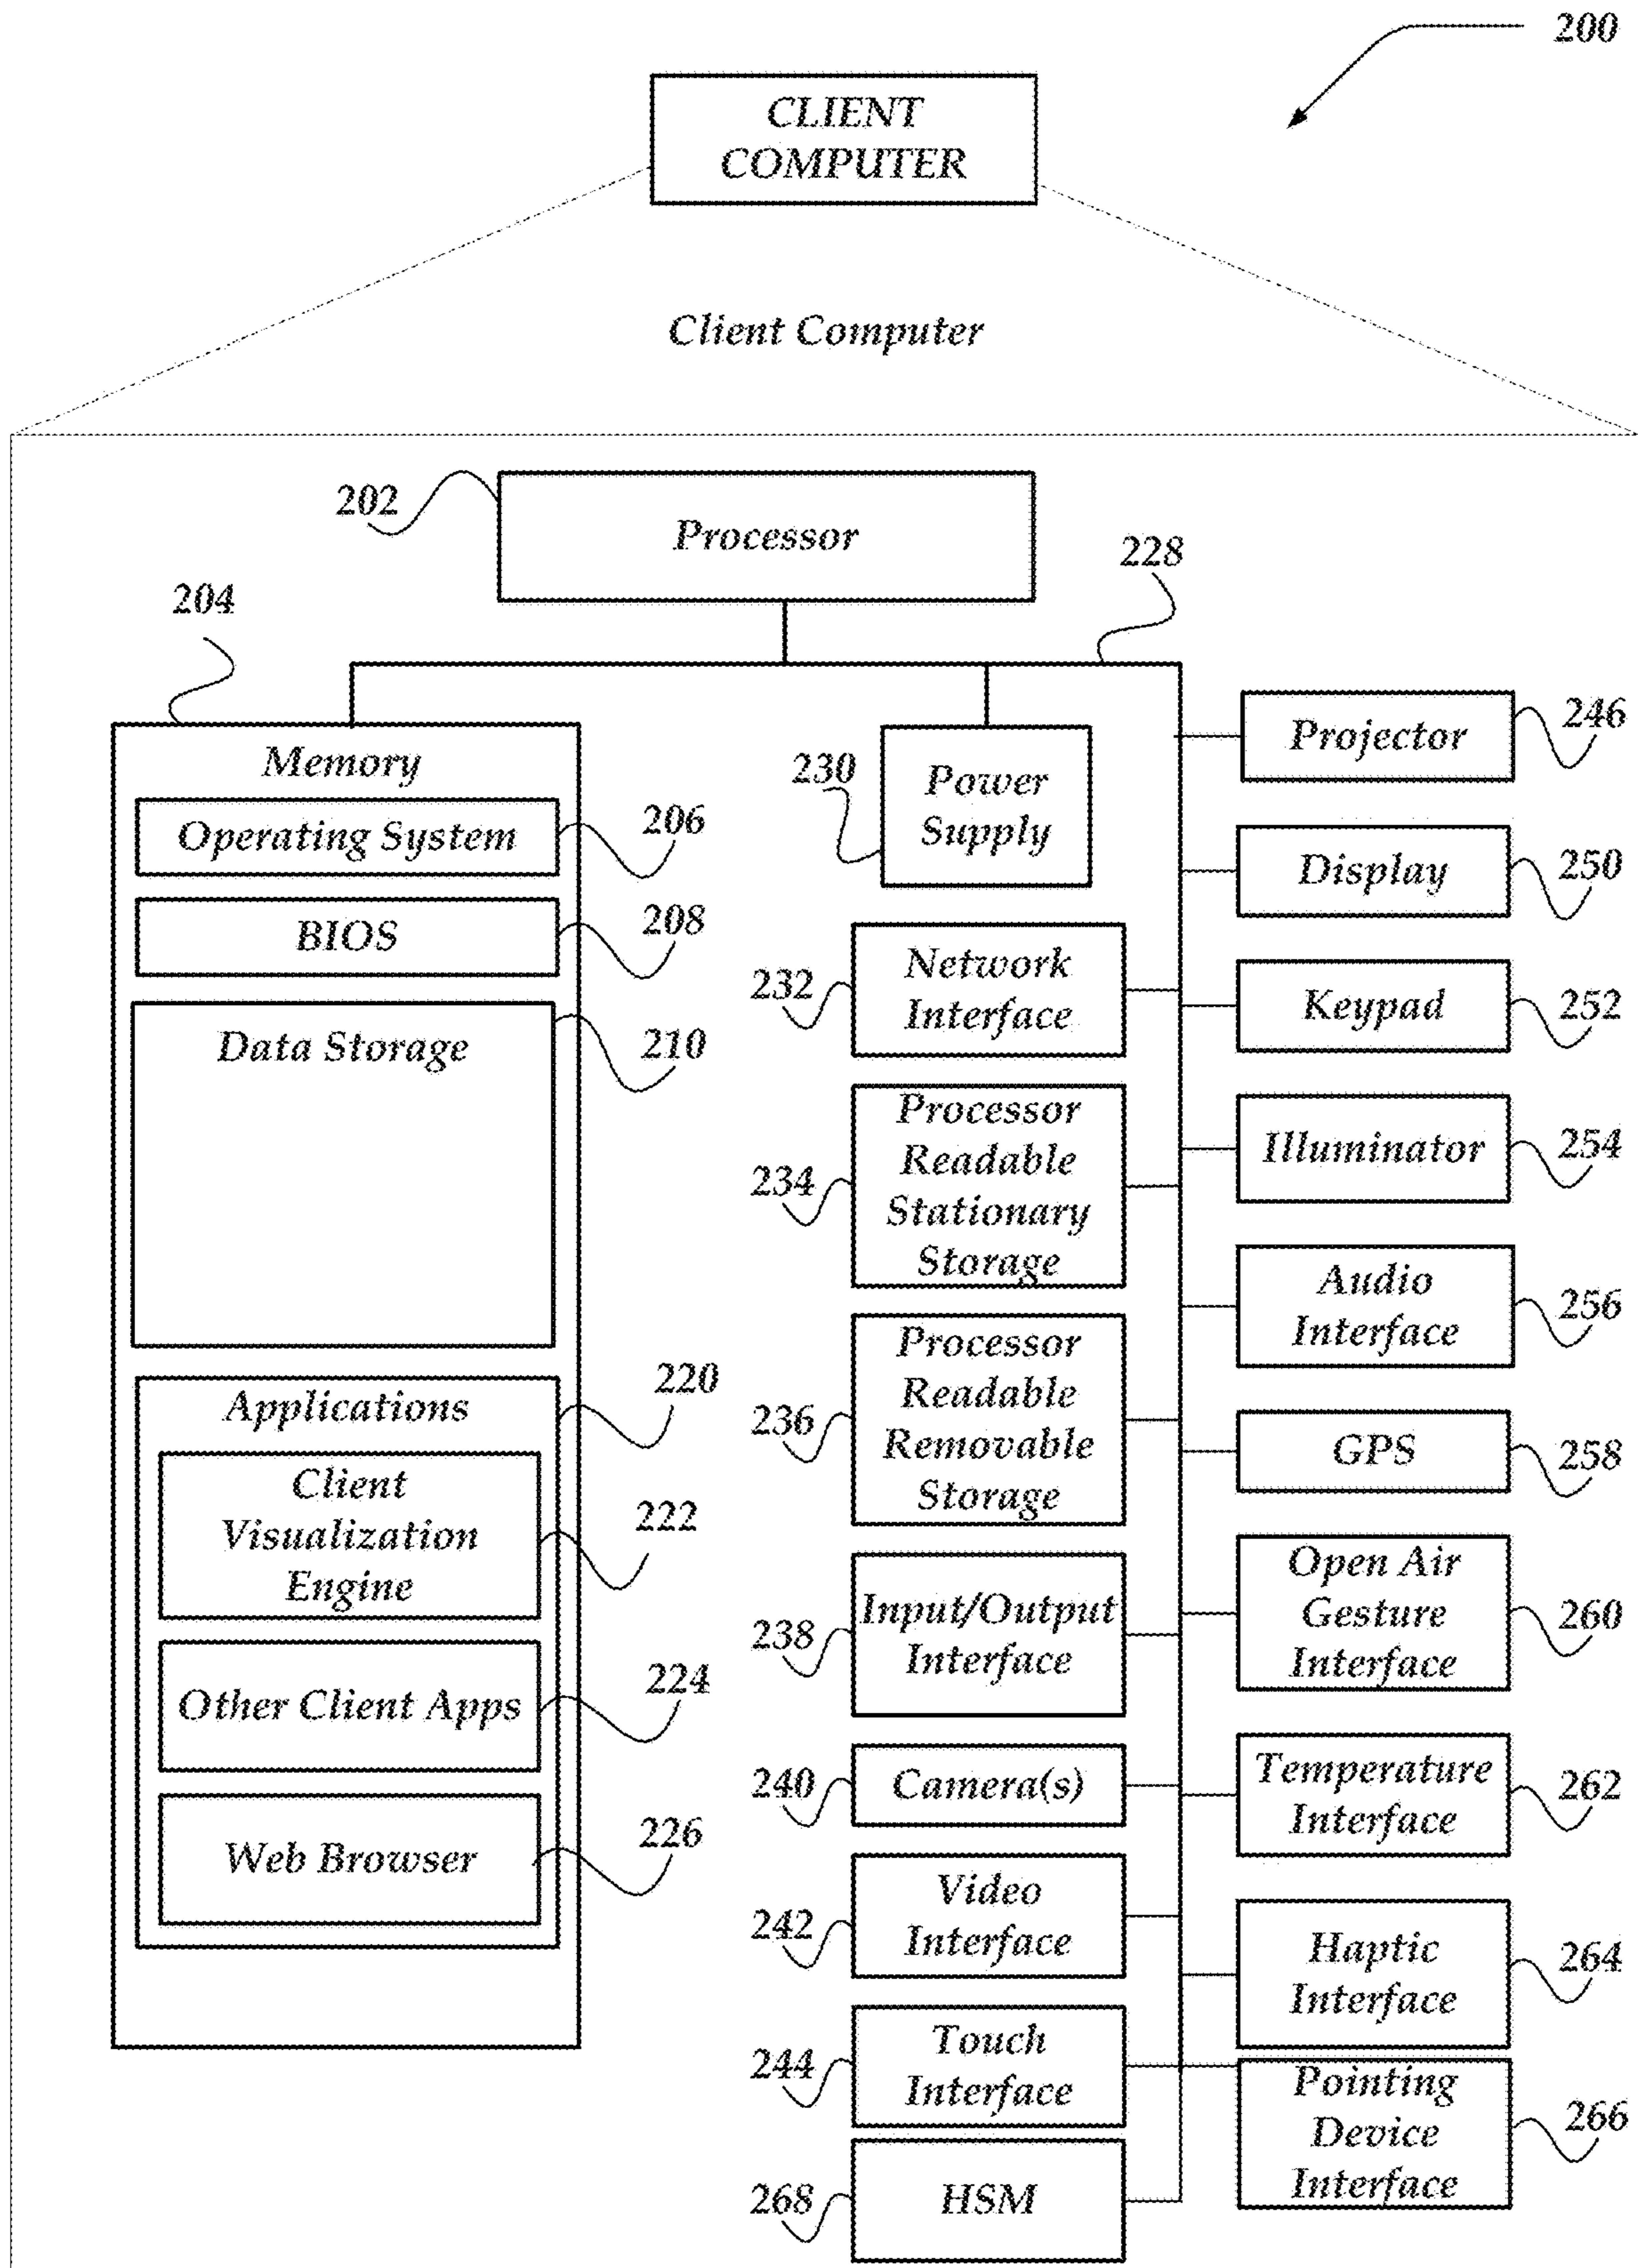 200
CLIENT
COMPUTER
Client Computer
202
Processor
228
204
Memory
Operating System
206
BIOS
208
Data Storage
210
Applications
220
Client
Visualization
Engine
222
Other Client Apps
224
Web Browser
226
230
Power
Supply
232
Network
Interface
234
Processor
Readable
Stationary
Storage
236
Processor
Readable
Removable
Storage
238
Input/Output
Interface
240
Camera(s)
242
Video
Interface
244
Touch
Interface
268
HSM
Projector
246
Display
250
Keypad
252
Illuminator
254
Audio
Interface
256
GPS
258
Open Air
Gesture
Interface
260
Temperature
Interface
262
Haptic
Interface
264
Pointing
Device
Interface
266